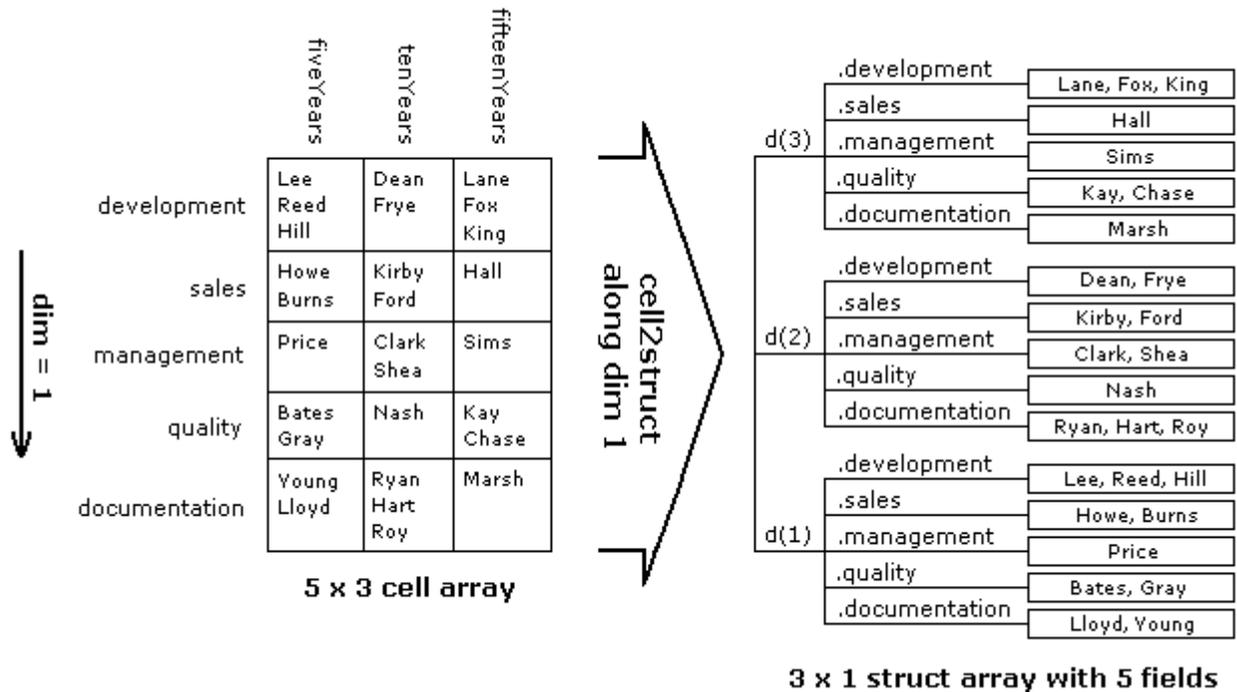 fiveYears
tenYears
fifteenYears
development
Lee
Reed
Hill
Dean
Frye
Lane
Fox
King
sales
Howe
Burns
Kirby
Ford
Hall
management
Price
Clark
Shea
Sims
quality
Bates
Gray
Nash
Kay
Chase
documentation
Young
Lloyd
Ryan
Hart
Roy
Marsh
dim = 1
5 x 3 cell array
cell2struct
along dim 1
d(3)
.development
Lane, Fox, King
.sales
Hall
.management
Sims
.quality
Kay, Chase
.documentation
Marsh
d(2)
.development
Dean, Frye
.sales
Kirby, Ford
.management
Clark, Shea
.quality
Nash
.documentation
Ryan, Hart, Roy
d(1)
.development
Lee, Reed, Hill
.sales
Howe, Burns
.management
Price
.quality
Bates, Gray
.documentation
Lloyd, Young
3 x 1 struct array with 5 fields